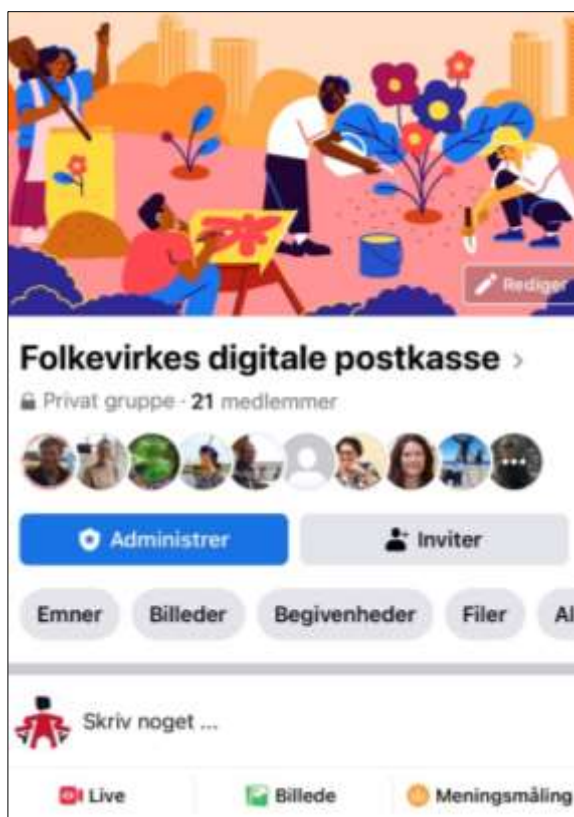 Rediger
Folkevirkes digitale postkasse >
Privat gruppe · 21 medlemmer
Administrer
Inviter
Emner Billeder Begivenheder Filer Al
Skriv noget ...
Live Billede Meningsmåling